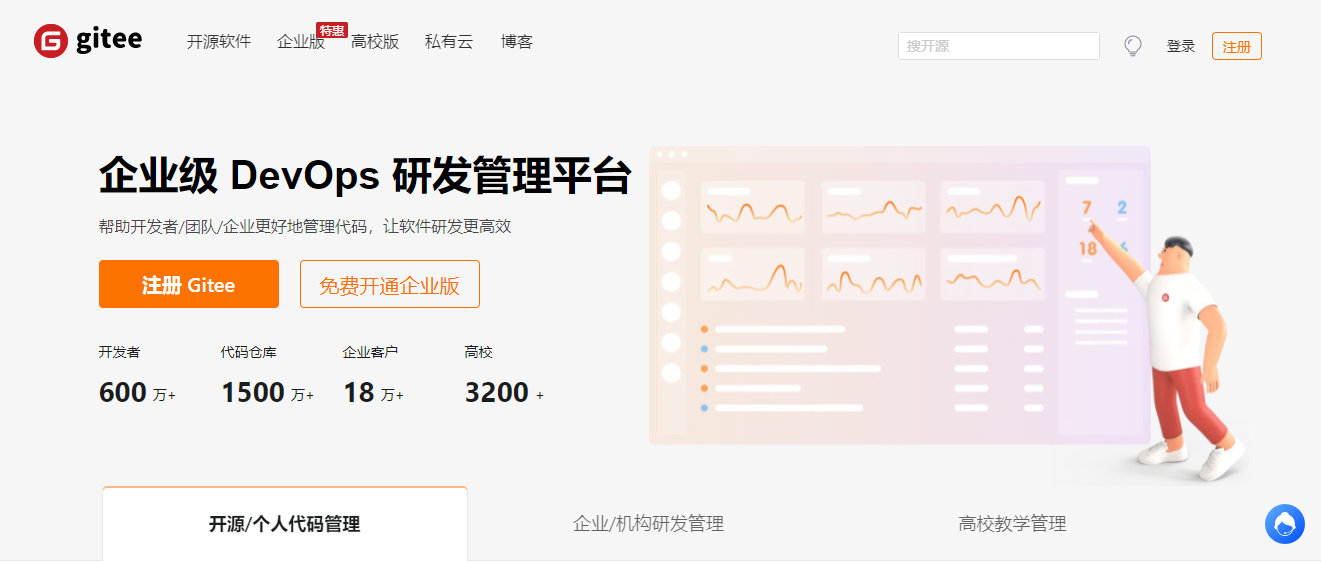 gitee
开源软件 企业版 特惠 高校版 私有云 博客
搜开源 登录 注册
企业级 DevOps 研发管理平台
帮助开发者/团队/企业更好地管理代码，让软件研发更高效
注册 Gitee 免费开通企业版
开发者 代码仓库 企业客户 高校
600 万+ 1500 万+ 18 万+ 3200 +
7 2
18
开源/个人代码管理 企业/机构研发管理 高校教学管理